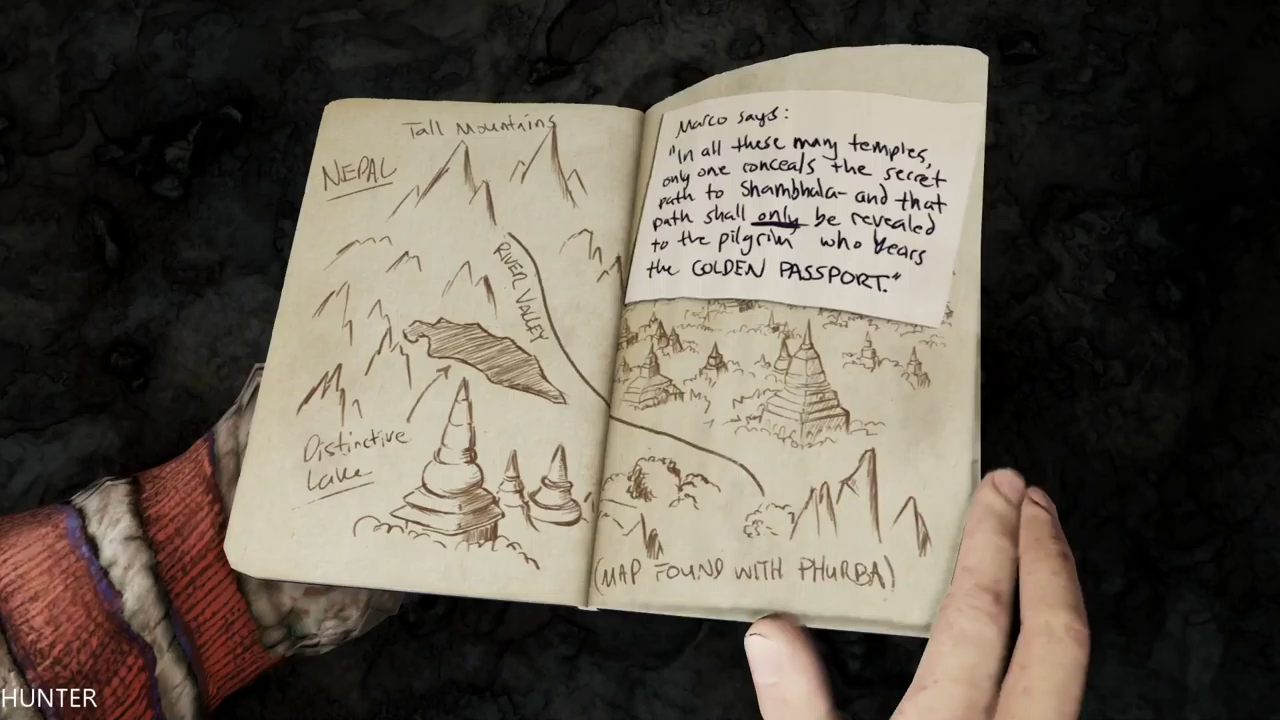 Tall Mountains
NEPAL
RIVER VALLEY
Distinctive
Lake
Marco says:
"In all these many temples,
only one conceals the secret
path to Shambhala- and that
path shall only be revealed
to the pilgrim who bears
the GOLDEN PASSPORT."
(MAP FOUND WITH PHURBA)
HUNTER